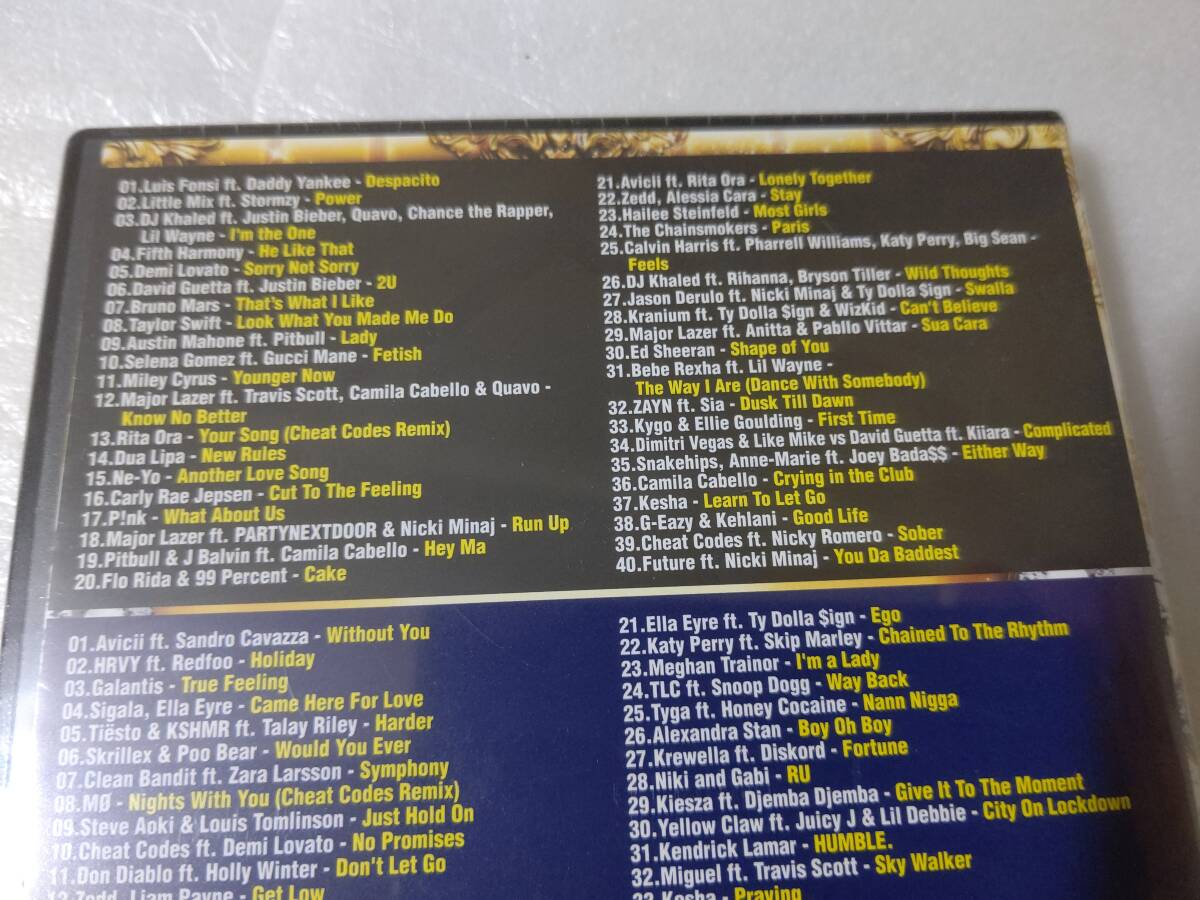 01.Luis Fonsi ft. Daddy Yankee - Despacito
02.Little Mix ft. Stormzy - Power
03.DJ Khaled ft. Justin Bieber, Quavo, Chance the Rapper,
Lil Wayne - I'm the One
04.Fifth Harmony - He Like That
05.Demi Lovato - Sorry Not Sorry
06.David Guetta ft. Justin Bieber - 2U
07.Bruno Mars - That's What I Like
08.Taylor Swift - Look What You Made Me Do
09.Austin Mahone ft. Pitbull - Lady
10.Selena Gomez ft. Gucci Mane - Fetish
11.Miley Cyrus - Younger Now
12.Major Lazer ft. Travis Scott, Camila Cabello & Quavo -
Know No Better
13.Rita Ora - Your Song (Cheat Codes Remix)
14.Dua Lipa - New Rules
15.Ne-Yo - Another Love Song
16.Carly Rae Jepsen - Cut To The Feeling
17.P!nk - What About Us
18.Major Lazer ft. PARTYNEXTDOOR & Nicki Minaj - Run Up
19.Pitbull & J Balvin ft. Camila Cabello - Hey Ma
20.Flo Rida & 99 Percent - Cake
21.Avicii ft. Rita Ora - Lonely Together
22.Zedd, Alessia Cara - Stay
23.Hailee Steinfeld - Most Girls
24.The Chainsmokers - Paris
25.Calvin Harris ft. Pharrell Williams, Katy Perry, Big Sean -
Feels
26.DJ Khaled ft. Rihanna, Bryson Tiller - Wild Thoughts
27.Jason Derulo ft. Nicki Minaj & Ty Dolla $ign - Swalla
28.Kranium ft. Ty Dolla $ign & WizKid - Can't Believe
29.Major Lazer ft. Anitta & Pabllo Vittar - Sua Cara
30.Ed Sheeran - Shape of You
31.Bebe Rexha ft. Lil Wayne -
The Way I Are (Dance With Somebody)
32.ZAYN ft. Sia - Dusk Till Dawn
33.Kygo & Ellie Goulding - First Time
34.Dimitri Vegas & Like Mike vs David Guetta ft. Kiiara - Complicated
35.Snakehips, Anne-Marie ft. Joey Bada$$ - Either Way
36.Camila Cabello - Crying in the Club
37.Kesha - Learn To Let Go
38.G-Eazy & Kehlani - Good Life
39.Cheat Codes ft. Nicky Romero - Sober
40.Future ft. Nicki Minaj - You Da Baddest
01.Avicii ft. Sandro Cavazza - Without You
02.HRVY ft. Redfoo - Holiday
03.Galantis - True Feeling
04.Sigala, Ella Eyre - Came Here For Love
05.Tiësto & KSHMR ft. Talay Riley - Harder
06.Skrillex & Poo Bear - Would You Ever
07.Clean Bandit ft. Zara Larsson - Symphony
08.MØ - Nights With You (Cheat Codes Remix)
09.Steve Aoki & Louis Tomlinson - Just Hold On
10.Cheat Codes ft. Demi Lovato - No Promises
11.Don Diablo ft. Holly Winter - Don't Let Go
12.Zedd, Liam Payne - Get Low
21.Ella Eyre ft. Ty Dolla $ign - Ego
22.Katy Perry ft. Skip Marley - Chained To The Rhythm
23.Meghan Trainor - I'm a Lady
24.TLC ft. Snoop Dogg - Way Back
25.Tyga ft. Honey Cocaine - Nann Nigga
26.Alexandra Stan - Boy Oh Boy
27.Krewella ft. Diskord - Fortune
28.Niki and Gabi - RU
29.Kiesza ft. Djemba Djemba - Give It To The Moment
30.Yellow Claw ft. Juicy J & Lil Debbie - City On Lockdown
31.Kendrick Lamar - HUMBLE.
32.Miguel ft. Travis Scott - Sky Walker
33.Kesha - Praying